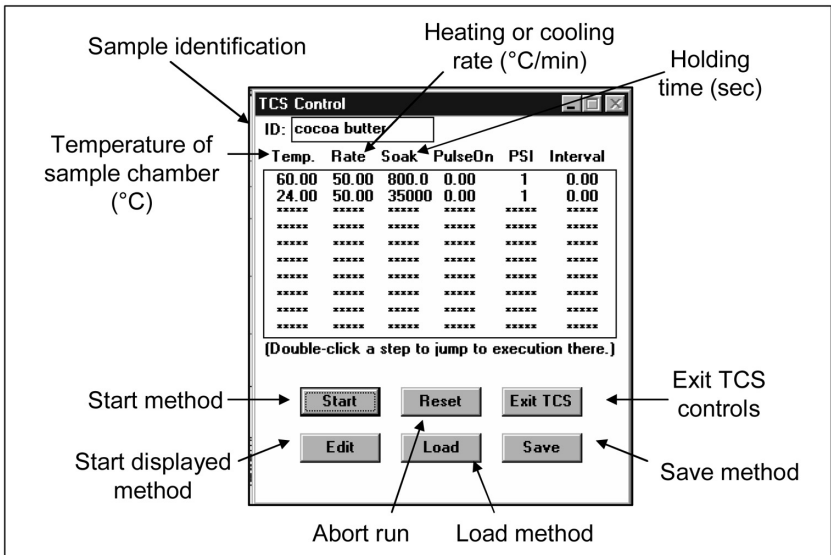 Sample identification
Heating or cooling
rate (°C/min)
Holding
time (sec)
Temperature of
sample chamber
(°C)
TCS Control
ID: cocoa butter
Temp. Rate Soak PulseOn PSI Interval
60.00 50.00 800.0 0.00 1 0.00
24.00 50.00 35000 0.00 1 0.00
***** ***** ***** ***** ***** *****
***** ***** ***** ***** ***** *****
***** ***** ***** ***** ***** *****
***** ***** ***** ***** ***** *****
***** ***** ***** ***** ***** *****
***** ***** ***** ***** ***** *****
***** ***** ***** ***** ***** *****
***** ***** ***** ***** ***** *****
(Double-click a step to jump to execution there.)
Start method
Start Reset Exit TCS
Exit TCS
controls
Start displayed
method
Edit Load Save
Save method
Abort run
Load method